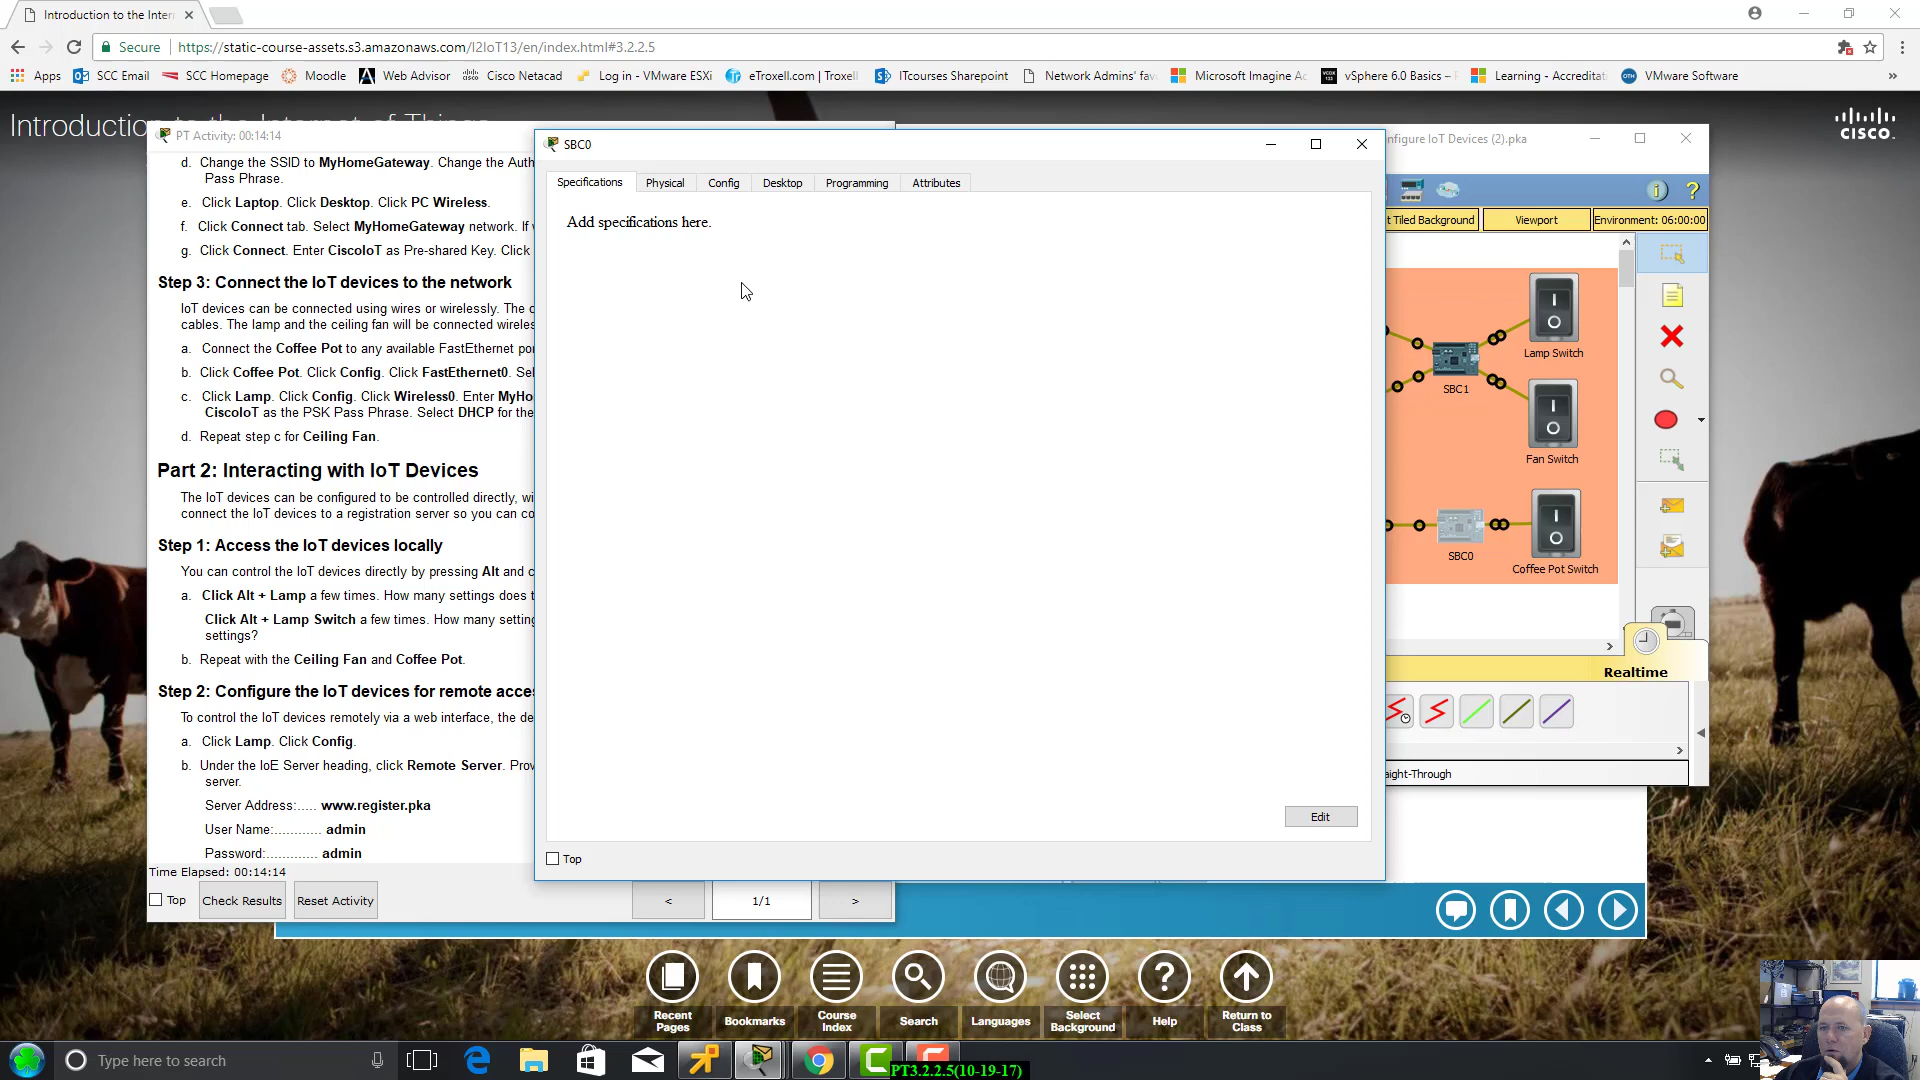 Introduction to the Inter
Secure
https://static-course-assets.s3.amazonaws.com/I2IoT13/en/index.html#3.2.2.5
Apps
SCC Email
SCC Homepage
Moodle
Web Advisor
Cisco Netacad
Log in - VMware ESXi
eTroxell.com | Troxell
ITcourses Sharepoint
Network Admins' fav
Microsoft Imagine Ac
vSphere 6.0 Basics –
Learning - Accreditat
VMware Software
»
Introduction to the Internet of Things
CISCO
PT Activity: 00:14:14
d. Change the SSID to MyHomeGateway. Change the Auth
Pass Phrase.
e. Click Laptop. Click Desktop. Click PC Wireless.
f. Click Connect tab. Select MyHomeGateway network. If
g. Click Connect. Enter CiscoIoT as Pre-shared Key. Click
Step 3: Connect the IoT devices to the network
IoT devices can be connected using wires or wirelessly. The c
cables. The lamp and the ceiling fan will be connected wireles
a. Connect the Coffee Pot to any available FastEthernet por
b. Click Coffee Pot. Click Config. Click FastEthernet0. Sel
c. Click Lamp. Click Config. Click Wireless0. Enter MyHo
CiscoIoT as the PSK Pass Phrase. Select DHCP for the
d. Repeat step c for Ceiling Fan.
Part 2: Interacting with IoT Devices
The IoT devices can be configured to be controlled directly, wi
connect the IoT devices to a registration server so you can co
Step 1: Access the IoT devices locally
You can control the IoT devices directly by pressing Alt and c
a. Click Alt + Lamp a few times. How many settings does t
Click Alt + Lamp Switch a few times. How many setting
settings?
b. Repeat with the Ceiling Fan and Coffee Pot.
Step 2: Configure the IoT devices for remote acces
To control the IoT devices remotely via a web interface, the de
a. Click Lamp. Click Config.
b. Under the IoE Server heading, click Remote Server. Prov
server.
Server Address:..... www.register.pka
User Name:............ admin
Password:............. admin
Time Elapsed: 00:14:14
Top
Check Results
Reset Activity
<
1/1
>
SBC0
Specifications
Physical
Config
Desktop
Programming
Attributes
Add specifications here.
Edit
Top
nfigure IoT Devices (2).pka
t Tiled Background
Viewport
Environment: 06:00:00
Lamp Switch
SBC1
Fan Switch
SBC0
Coffee Pot Switch
Realtime
aight-Through
Recent
Pages
Bookmarks
Course
Index
Search
Languages
Select
Background
Help
Return to
Class
Type here to search
PT3.2.2.5(10-19-17)